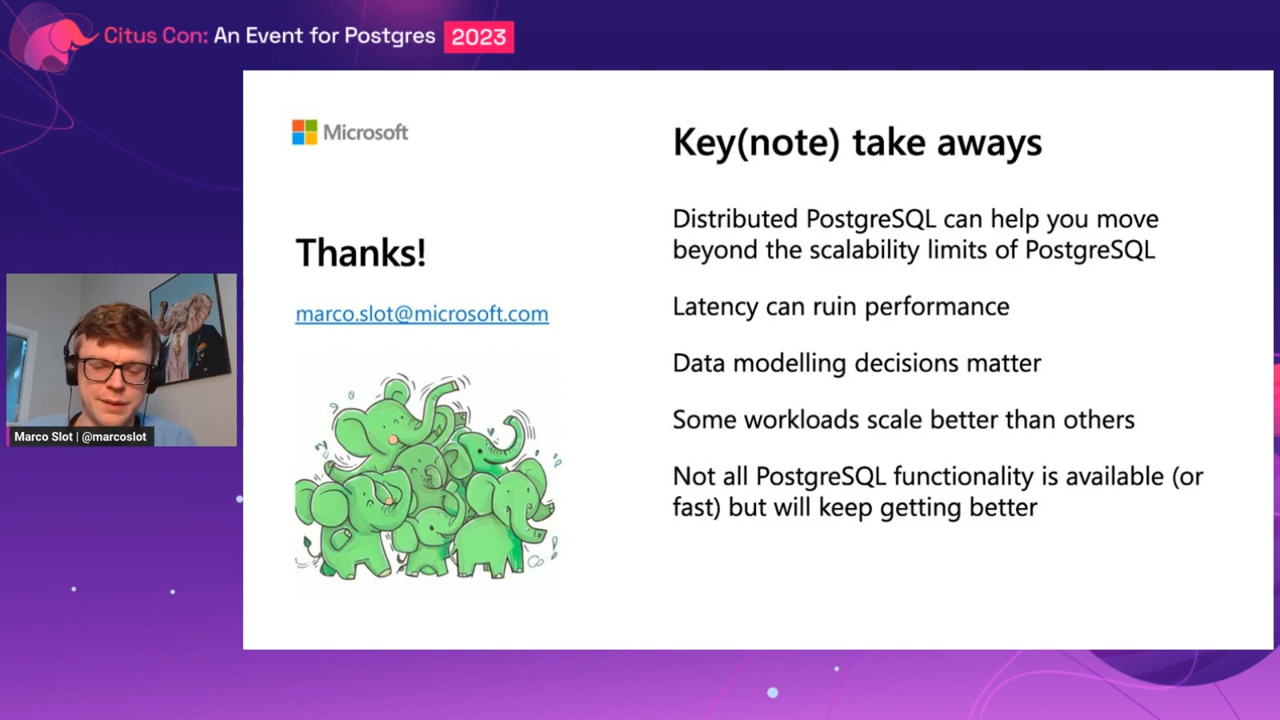 Citus Con: An Event for Postgres 2023
Microsoft
Thanks!
marco.slot@microsoft.com
Key(note) take aways
Distributed PostgreSQL can help you move
beyond the scalability limits of PostgreSQL
Latency can ruin performance
Data modelling decisions matter
Some workloads scale better than others
Not all PostgreSQL functionality is available (or
fast) but will keep getting better
Marco Slot | @marcoslot